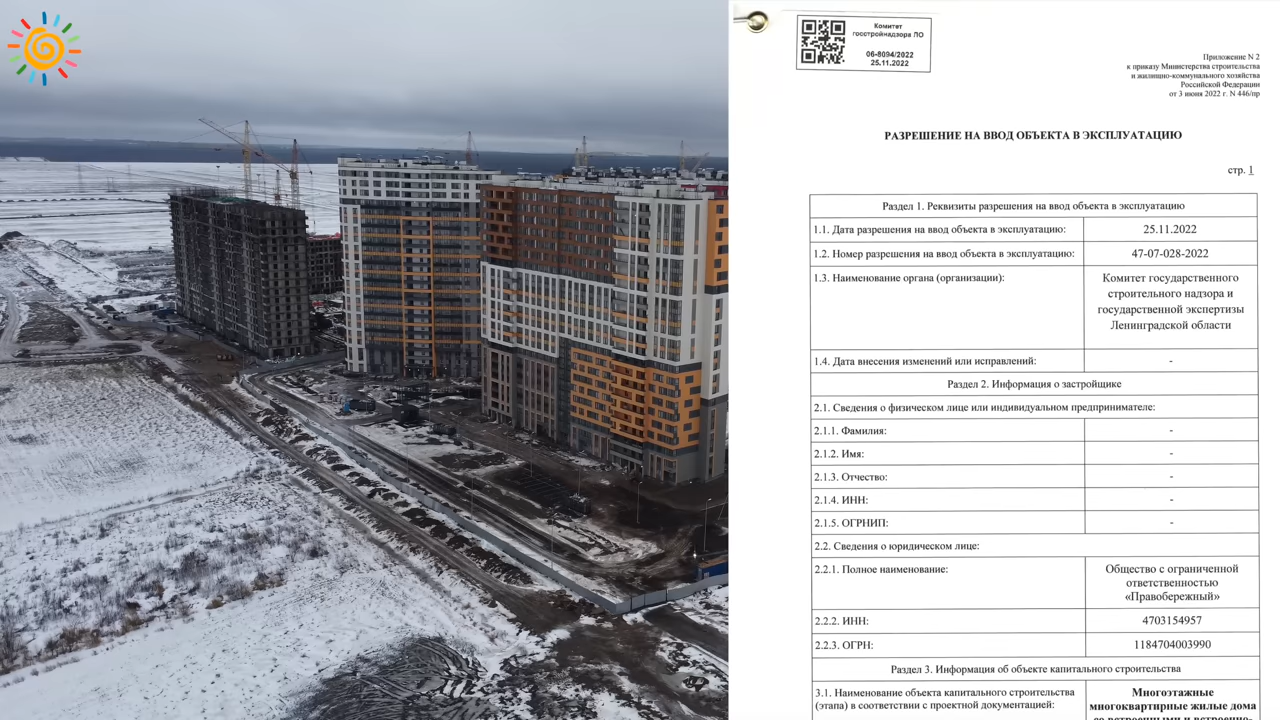 Комитет
госстройнадзора ЛО
06-8094/2022
25.11.2022
Приложение N 2
к приказу Министерства строительства
и жилищно-коммунального хозяйства
Российской Федерации
от 3 июня 2022 г. N 446/пр
РАЗРЕШЕНИЕ НА ВВОД ОБЪЕКТА В ЭКСПЛУАТАЦИЮ
стр. 1
Раздел 1. Реквизиты разрешения на ввод объекта в эксплуатацию
1.1. Дата разрешения на ввод объекта в эксплуатацию:
25.11.2022
1.2. Номер разрешения на ввод объекта в эксплуатацию:
47-07-028-2022
1.3. Наименование органа (организации):
Комитет государственного
строительного надзора и
государственной экспертизы
Ленинградской области
1.4. Дата внесения изменений или исправлений:
-
Раздел 2. Информация о застройщике
2.1. Сведения о физическом лице или индивидуальном предпринимателе:
2.1.1. Фамилия:
-
2.1.2. Имя:
-
2.1.3. Отчество:
-
2.1.4. ИНН:
-
2.1.5. ОГРНИП:
-
2.2. Сведения о юридическом лице:
2.2.1. Полное наименование:
Общество с ограниченной
ответственностью
«Правобережный»
2.2.2. ИНН:
4703154957
2.2.3. ОГРН:
1184704003990
Раздел 3. Информация об объекте капитального строительства
3.1. Наименование объекта капитального строительства
(этапа) в соответствии с проектной документацией:
Многоэтажные
многоквартирные жилые дома
со встроенными и встроенно-